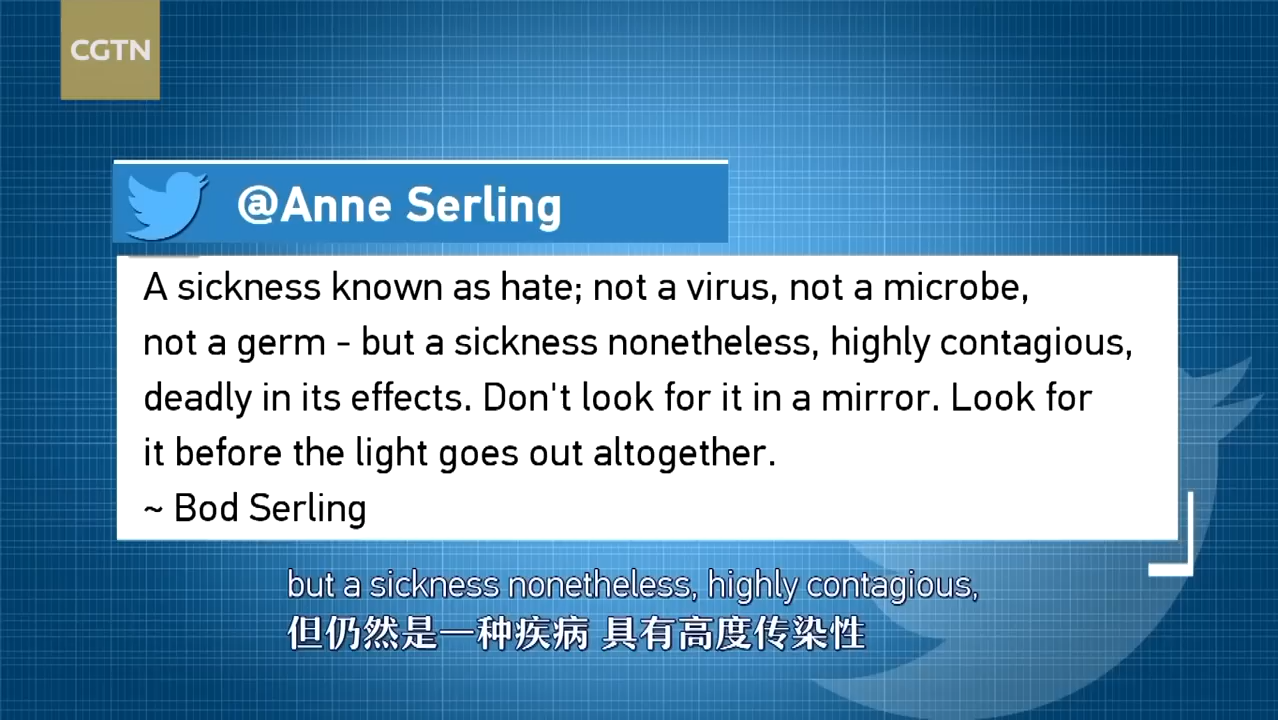 CGTN
@Anne Serling
A sickness known as hate; not a virus, not a microbe,
not a germ - but a sickness nonetheless, highly contagious,
deadly in its effects. Don't look for it in a mirror. Look for
it before the light goes out altogether.
~ Bod Serling
but a sickness nonetheless, highly contagious,
但仍然是一种疾病 具有高度传染性